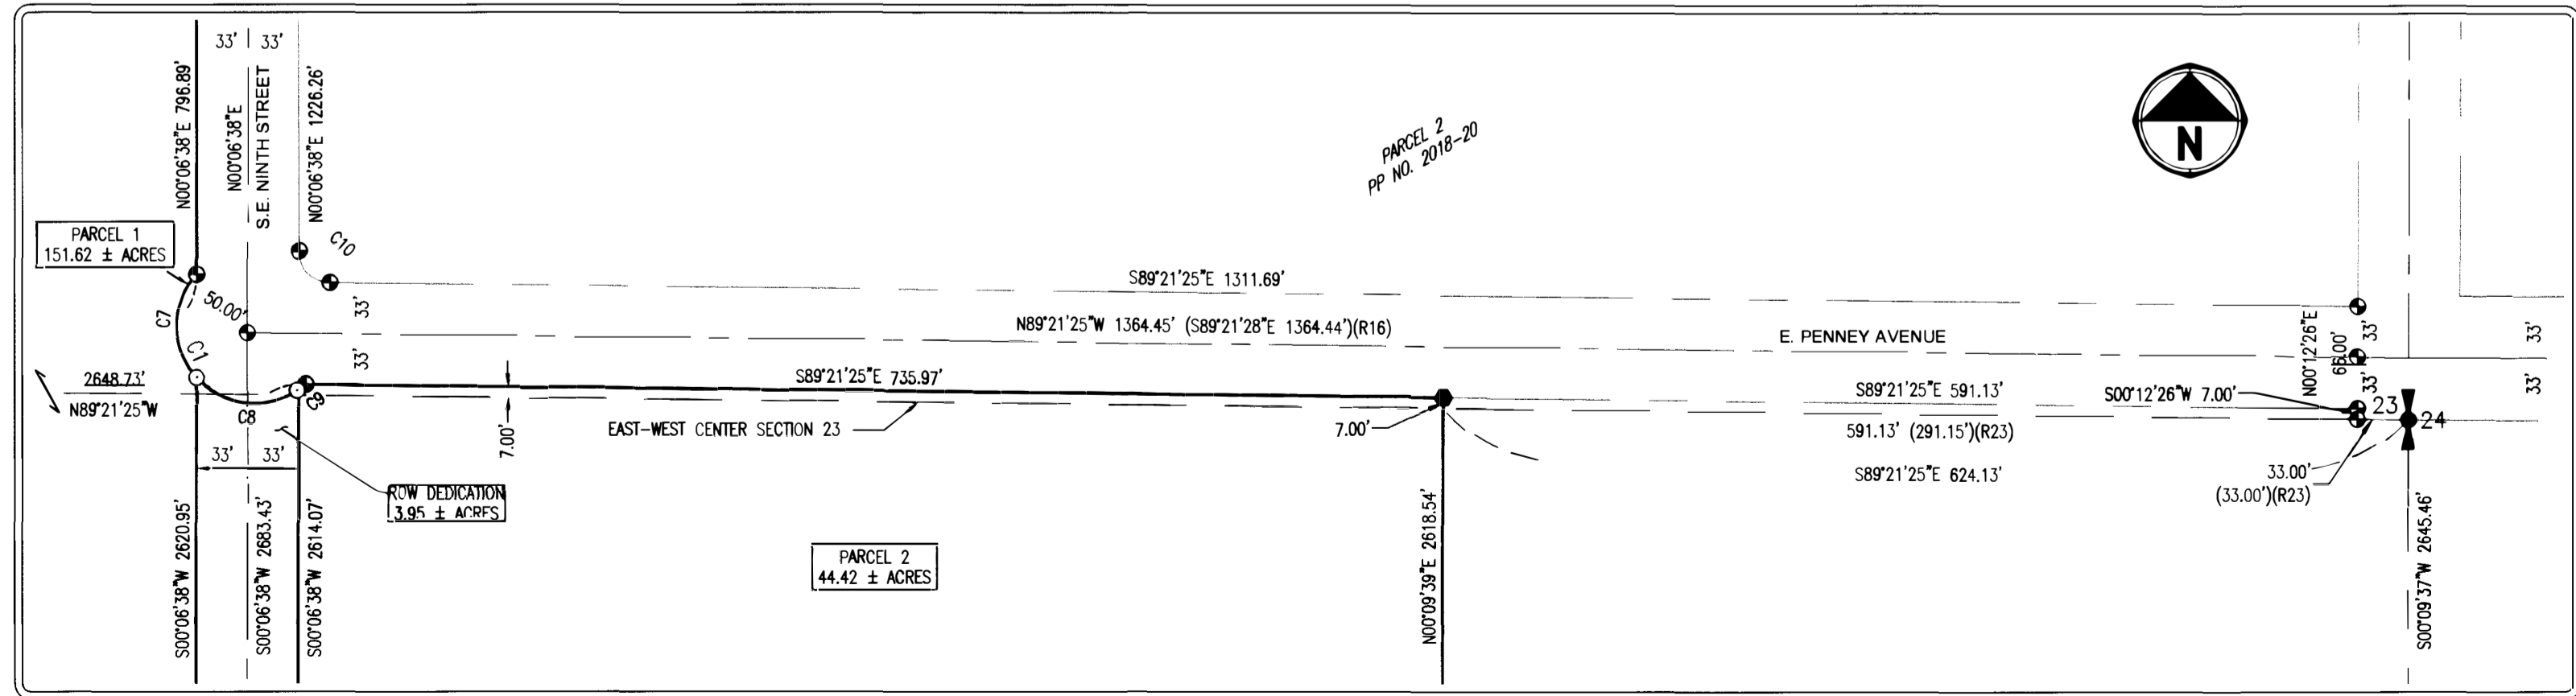 33' 33'
N00°06'38"E 796.89'
N00°06'38"E
S.E. NINTH STREET
N00°06'38"E 1226.26'
PARCEL 2
PP NO. 2018-20
N
PARCEL 1
151.62 ± ACRES
C10
50.00'
33'
S89°21'25"E 1311.69'
C7
C1
33'
N89°21'25"W 1364.45' (S89°21'28"E 1364.44')(R16)
E. PENNEY AVENUE
N00°12'26"E
66.00'
33'
33'
33'
33'
2648.73'
N89°21'25"W
C8
C9
S89°21'25"E 735.97'
S89°21'25"E 591.13'
S00°12'26"W 7.00'
23
24
EAST-WEST CENTER SECTION 23
7.00'
7.00'
591.13' (291.15')(R23)
33' 33'
S89°21'25"E 624.13'
33.00'
(33.00')(R23)
ROW DEDICATION
3.95 ± ACRES
S00°06'38"W 2620.95'
S00°06'38"W 2683.43'
S00°06'38"W 2614.07'
PARCEL 2
44.42 ± ACRES
N00°09'39"E 2618.54'
S00°09'37"W 2645.46'